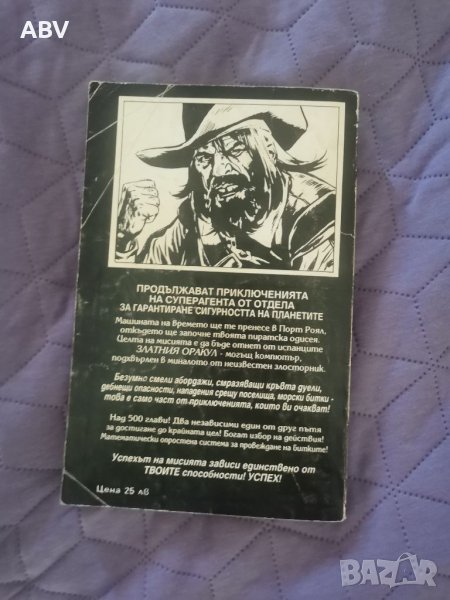 ABV
ПРОДЪЛЖАВАТ ПРИКЛЮЧЕНИЯТА
НА СУПЕРАГЕНТА ОТ ОТДЕЛА
ЗА ГАРАНТИРАНЕ СИГУРНОСТТА НА ПЛАНЕТИТЕ
Машината на времето ще те пренесе в Порт Роял,
откъдето ще започне твоята пиратска одисея.
Целта на мисията е да бъде отнет от испанците
ЗЛАТНИЯ ОРАКУЛ - могъщ компютър,
подхвърлен в миналото от неизвестен злосторник.
Безумно смели абордажи, смразяващи кръвта дуели,
дебнещи опасности, нападения срещу поселища, морски битки -
това е само част от приключенията, които ви очакват!
Над 500 глави! Два независими един от друг пътя
за достигане до крайната цел! Богат избор на действия!
Математически опростена система за провеждане на битките!
Успехът на мисията зависи единствено от
ТВОИТЕ способности! УСПЕХ!
Цена 25 лв
BAZAR